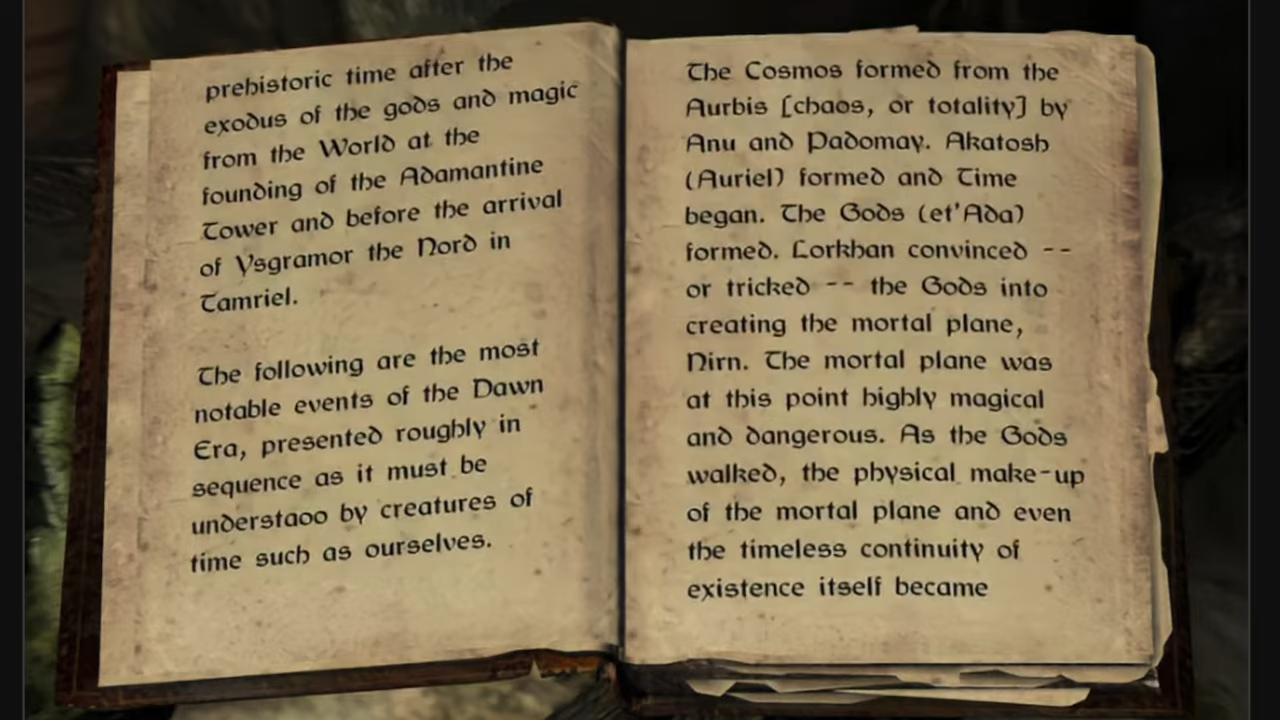 prehistoric time after the
exodus of the gods and magic
from the World at the
founding of the Adamantine
Tower and before the arrival
of Ysgramor the Nord in
Tamriel.
The following are the most
notable events of the Dawn
Era, presented roughly in
sequence as it must be
understaoo by creatures of
time such as ourselves.
The Cosmos formed from the
Aurbis [chaos, or totality] by
Anu and Padomay. Akatosh
(Auriel) formed and Time
began. The Gods (et'Ada)
formed. Lorkhan convinced --
or tricked -- the Gods into
creating the mortal plane,
Nirn. The mortal plane was
at this point highly magical
and dangerous. As the Gods
walked, the physical make-up
of the mortal plane and even
the timeless continuity of
existence itself became